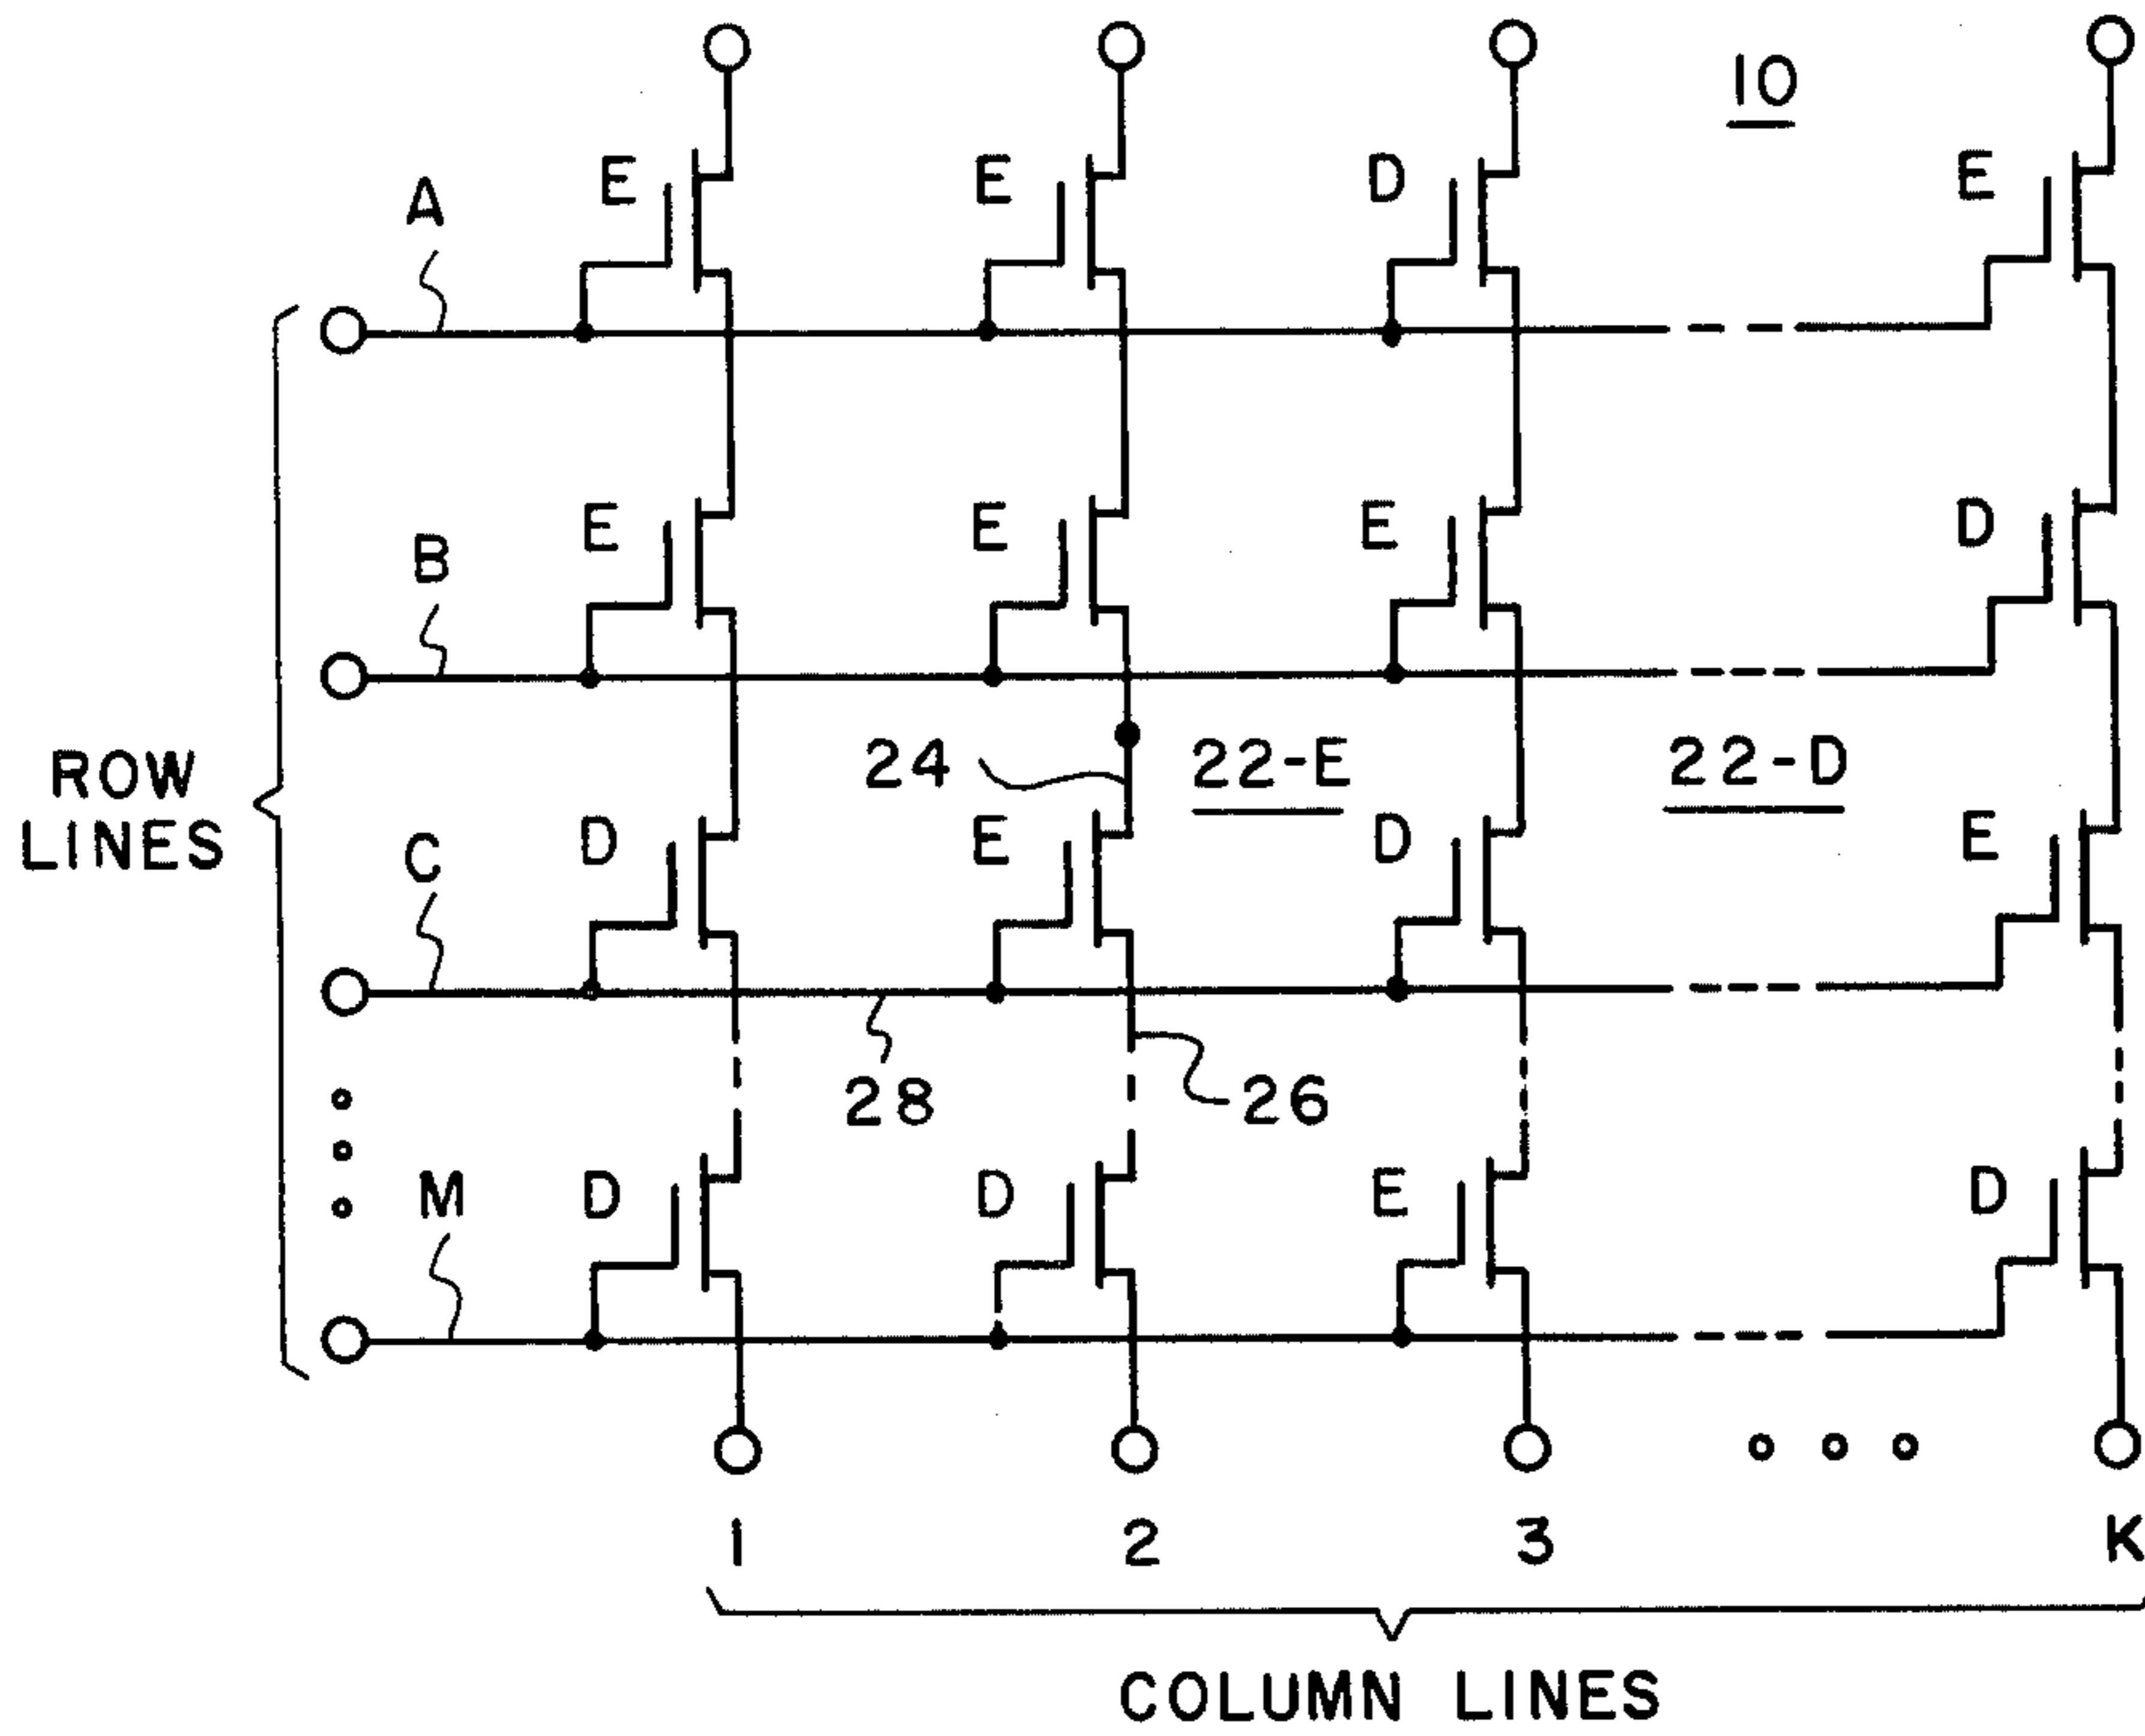 10
E E D E
A
E E E D
B
ROW
LINES
24 22-E 22-D
D E D E
C
28 26
D D E D
M
1 2 3 K
COLUMN LINES